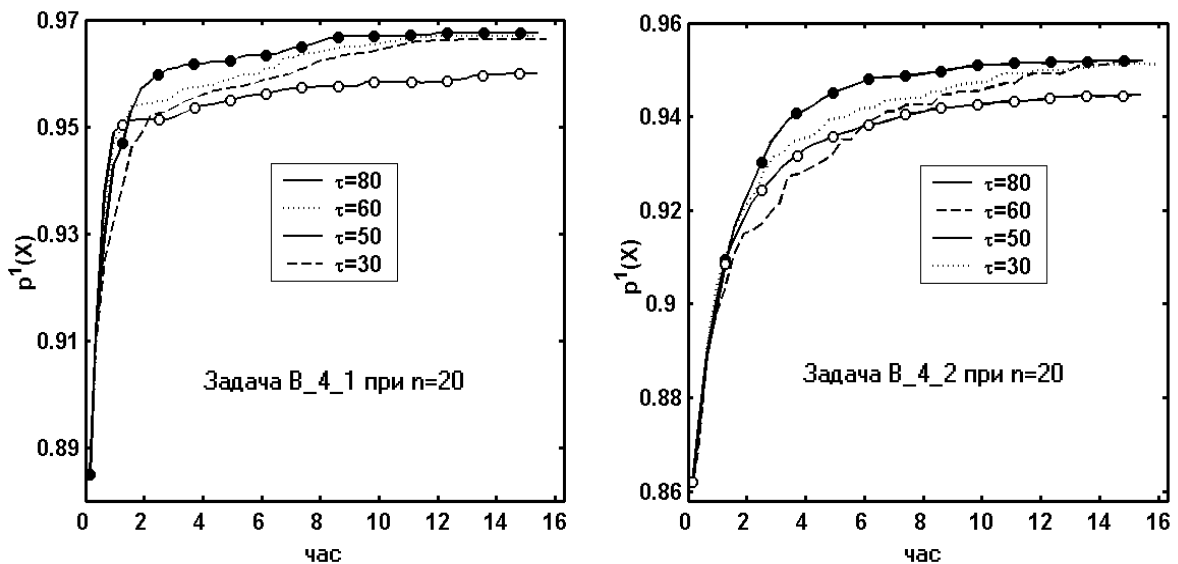 0.97
0.95
0.93
0.91
0.89
p¹(X)
τ=80
τ=60
τ=50
τ=30
Задача B_4_1 при n=20
0 2 4 6 8 10 12 14 16
час
0.96
0.94
0.92
0.9
0.88
0.86
p¹(X)
τ=80
τ=60
τ=50
τ=30
Задача B_4_2 при n=20
0 2 4 6 8 10 12 14 16
час